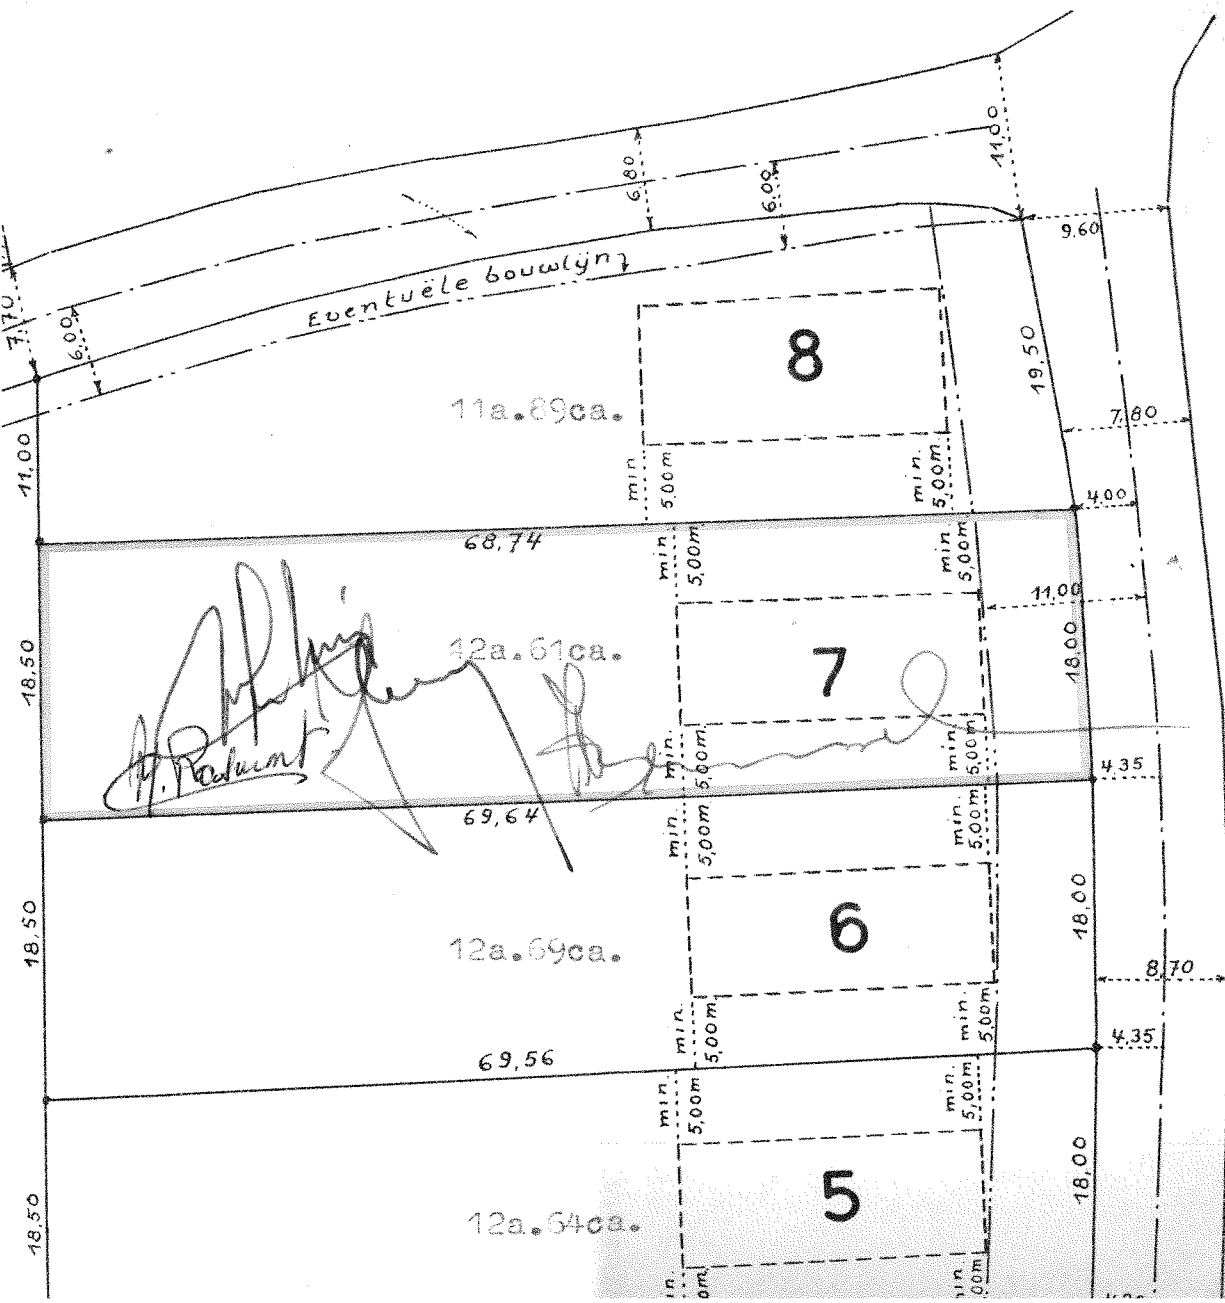 11,00
6,80
6,00
9,60
7,70
6,00
Eventuële bouwlijn
8
19,50
7,80
11a.89ca.
11,00
min. 5,00m
min. 5,00m
4,00
68,74
min. 5,00m
min. 5,00m
11,00
18,50
12a.61ca.
7
18,00
min. 5,00m
min. 5,00m
4,35
69,64
min. 5,00m
min. 5,00m
18,50
12a.69ca.
6
18,00
8,70
min. 5,00m
min. 5,00m
4,35
69,56
min. 5,00m
min. 5,00m
18,50
12a.64ca.
5
18,00